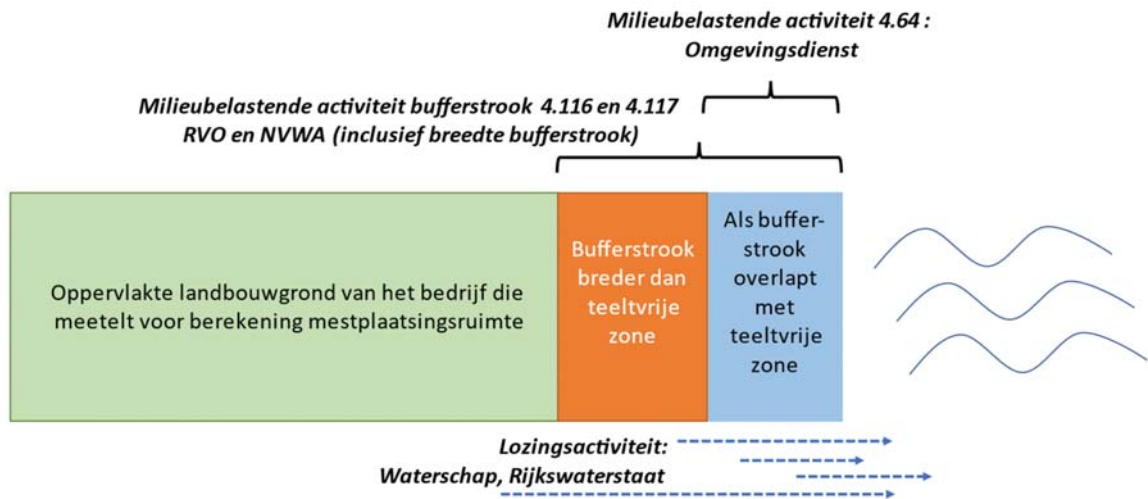 Milieubelastende activiteit 4.64 :
Omgevingsdienst
Milieubelastende activiteit bufferstrook 4.116 en 4.117
RVO en NVWA (inclusief breedte bufferstrook)
Oppervlakte landbouwgrond van het bedrijf die
meetelt voor berekening mestplaatsingsruimte
Bufferstrook
breder dan
teeltvrije
zone
Als buffer-
strook
overlapt
met
teeltvrije
zone
Lozingsactiviteit:
Waterschap, Rijkswaterstaat